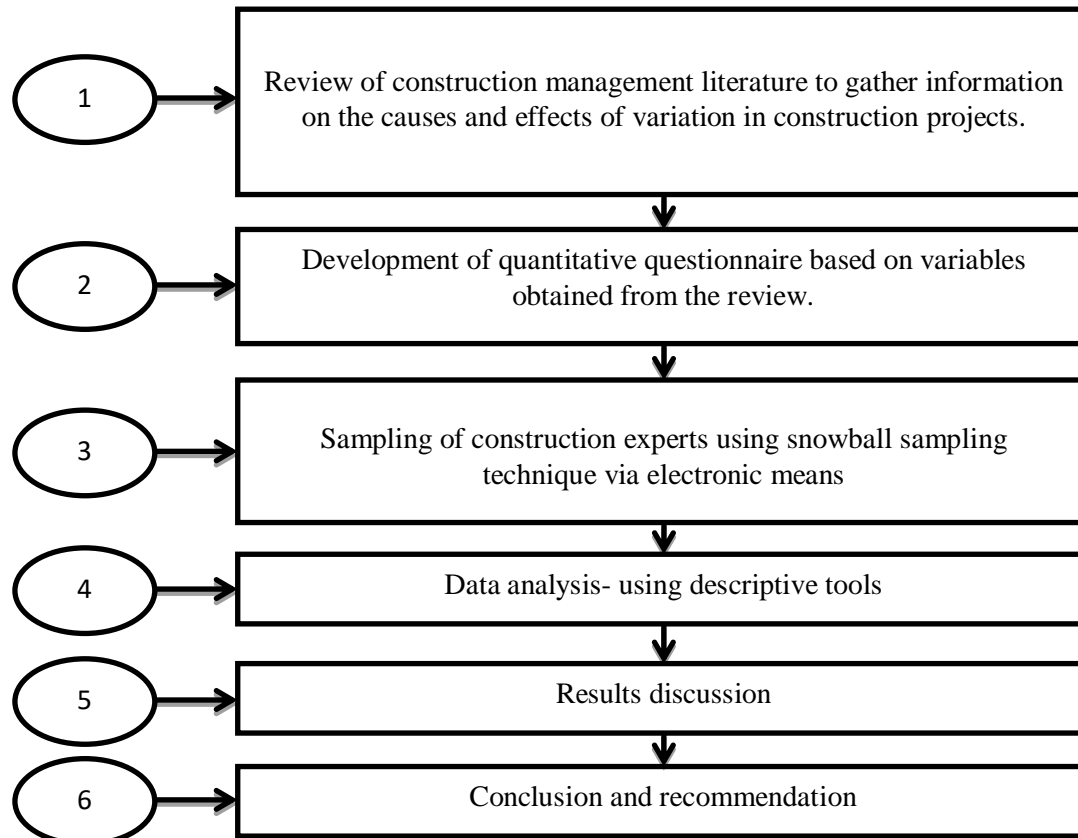 1
Review of construction management literature to gather information
on the causes and effects of variation in construction projects.
2
Development of quantitative questionnaire based on variables
obtained from the review.
3
Sampling of construction experts using snowball sampling
technique via electronic means
4
Data analysis- using descriptive tools
5
Results discussion
6
Conclusion and recommendation